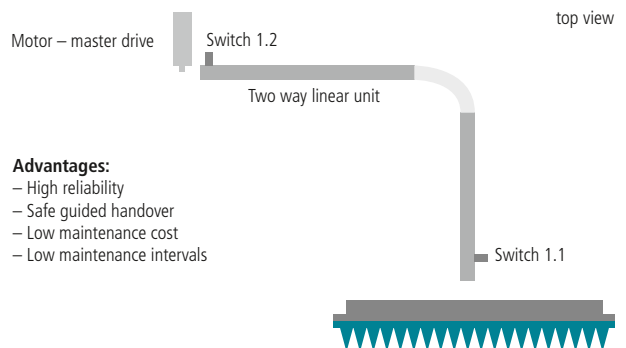 top view
Motor – master drive
Switch 1.2
Two way linear unit
Advantages:
– High reliability
– Safe guided handover
– Low maintenance cost
– Low maintenance intervals
Switch 1.1